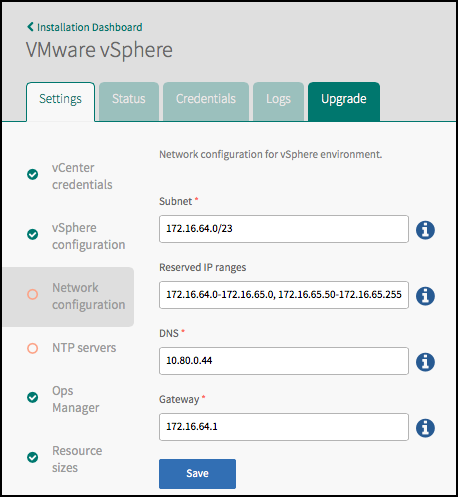 Installation Dashboard
VMware vSphere
Settings Status Credentials Logs Upgrade
vCenter
credentials
vSphere
configuration
Network
configuration
NTP servers
Ops
Manager
Resource
sizes
Network configuration for vSphere environment.
Subnet *
172.16.64.0/23
Reserved IP ranges
172.16.64.0-172.16.65.0, 172.16.65.50-172.16.65.255
DNS *
10.80.0.44
Gateway *
172.16.64.1
Save